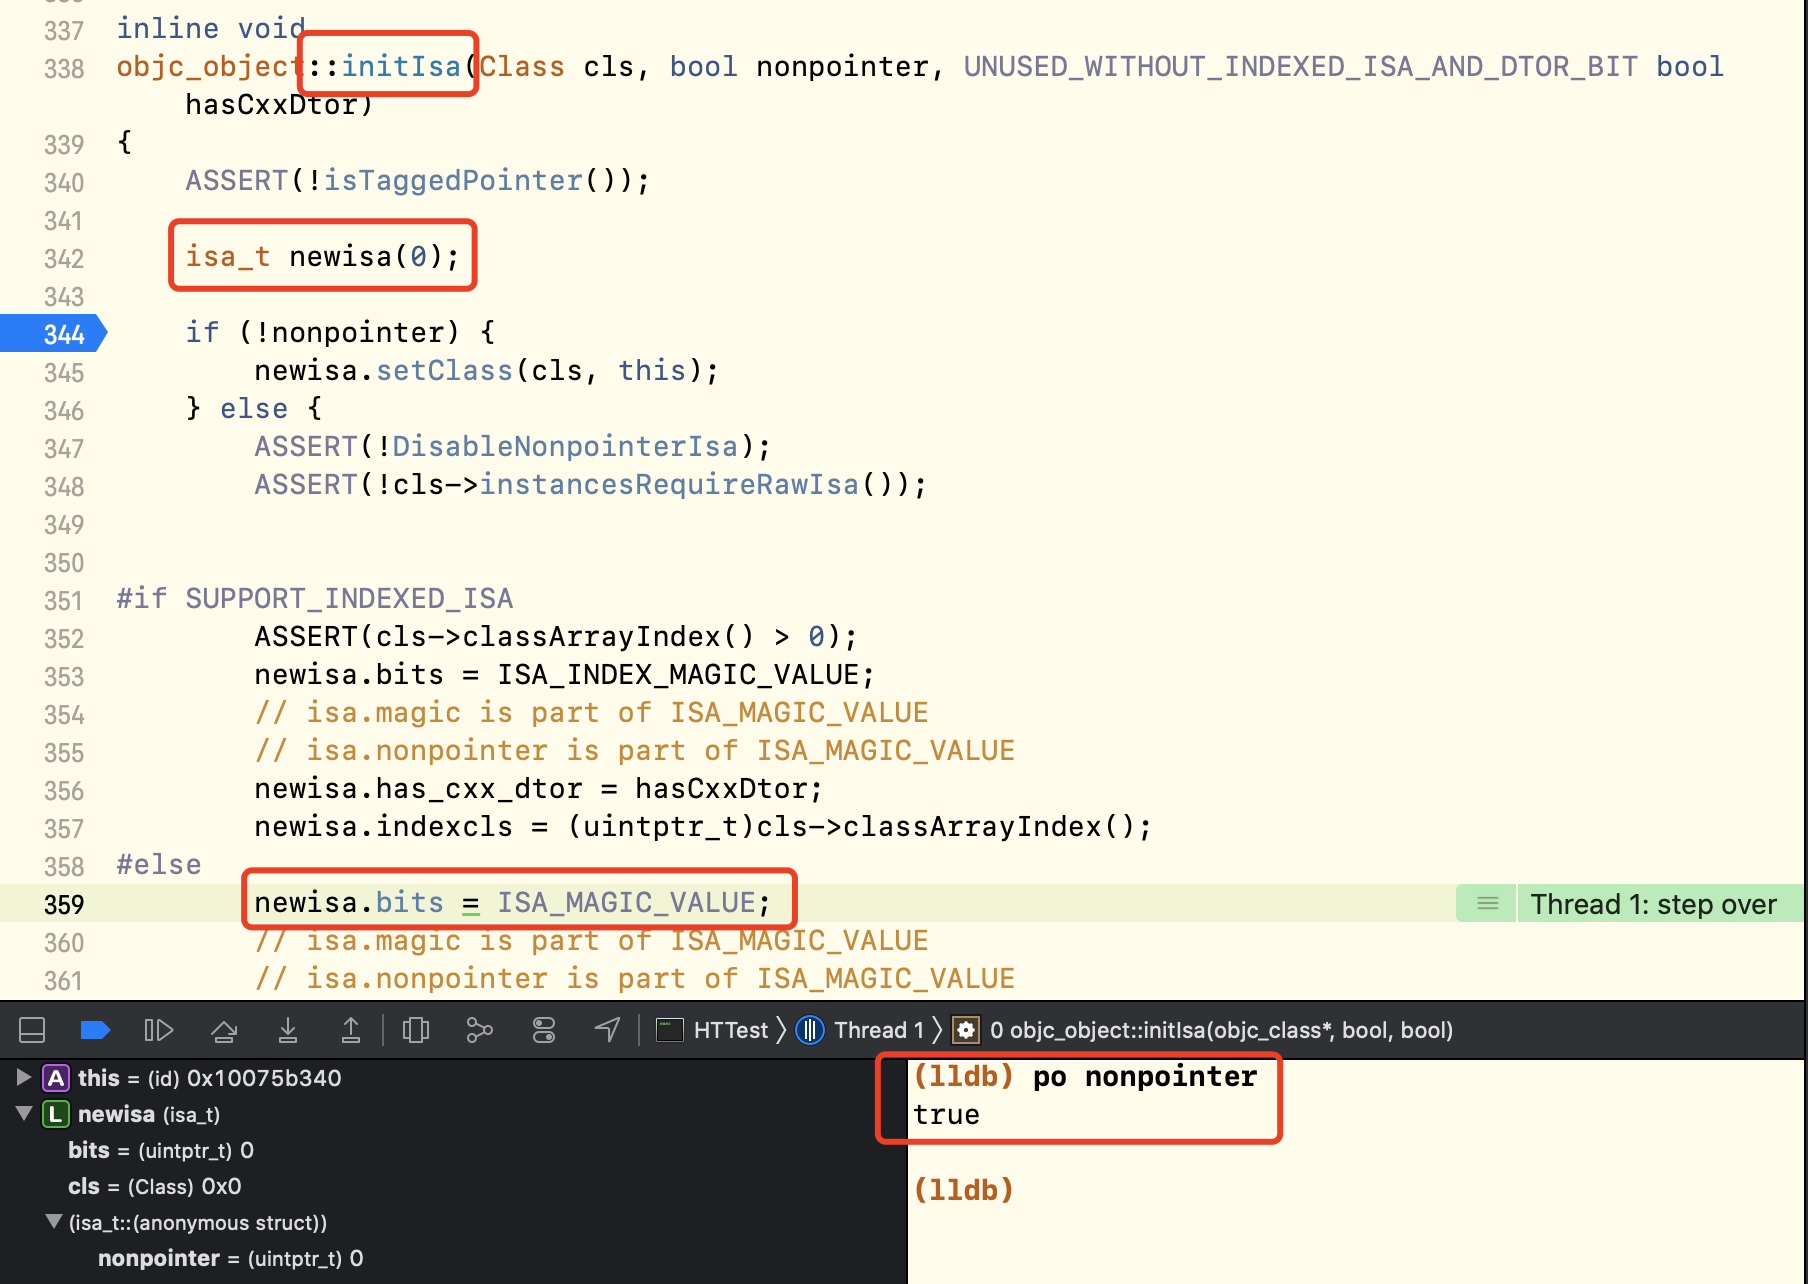 337 inline void
338 objc_object::initIsa(Class cls, bool nonpointer, UNUSED_WITHOUT_INDEXED_ISA_AND_DTOR_BIT bool
hasCxxDtor)
339 {
340 ASSERT(!isTaggedPointer());
341
342 isa_t newisa(0);
343
344 if (!nonpointer) {
345 newisa.setClass(cls, this);
346 } else {
347 ASSERT(!DisableNonpointerIsa);
348 ASSERT(!cls->instancesRequireRawIsa());
349
350
351 #if SUPPORT_INDEXED_ISA
352 ASSERT(cls->classArrayIndex() > 0);
353 newisa.bits = ISA_INDEX_MAGIC_VALUE;
354 // isa.magic is part of ISA_MAGIC_VALUE
355 // isa.nonpointer is part of ISA_MAGIC_VALUE
356 newisa.has_cxx_dtor = hasCxxDtor;
357 newisa.indexcls = (uintptr_t)cls->classArrayIndex();
358 #else
359 newisa.bits = ISA_MAGIC_VALUE; Thread 1: step over
360 // isa.magic is part of ISA_MAGIC_VALUE
361 // isa.nonpointer is part of ISA_MAGIC_VALUE
HTTest Thread 1 0 objc_object::initIsa(objc_class*, bool, bool)
A this = (id) 0x10075b340
L newisa (isa_t)
bits = (uintptr_t) 0
cls = (Class) 0x0
(isa_t::(anonymous struct))
nonpointer = (uintptr_t) 0
(lldb) po nonpointer
true
(lldb)